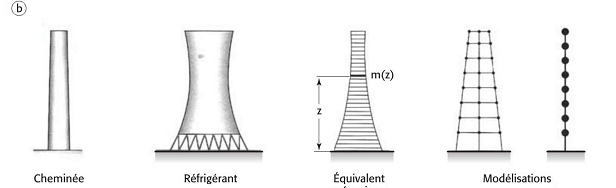 b
m(z)
z
Cheminée
Réfrigérant
Équivalent
Modélisations